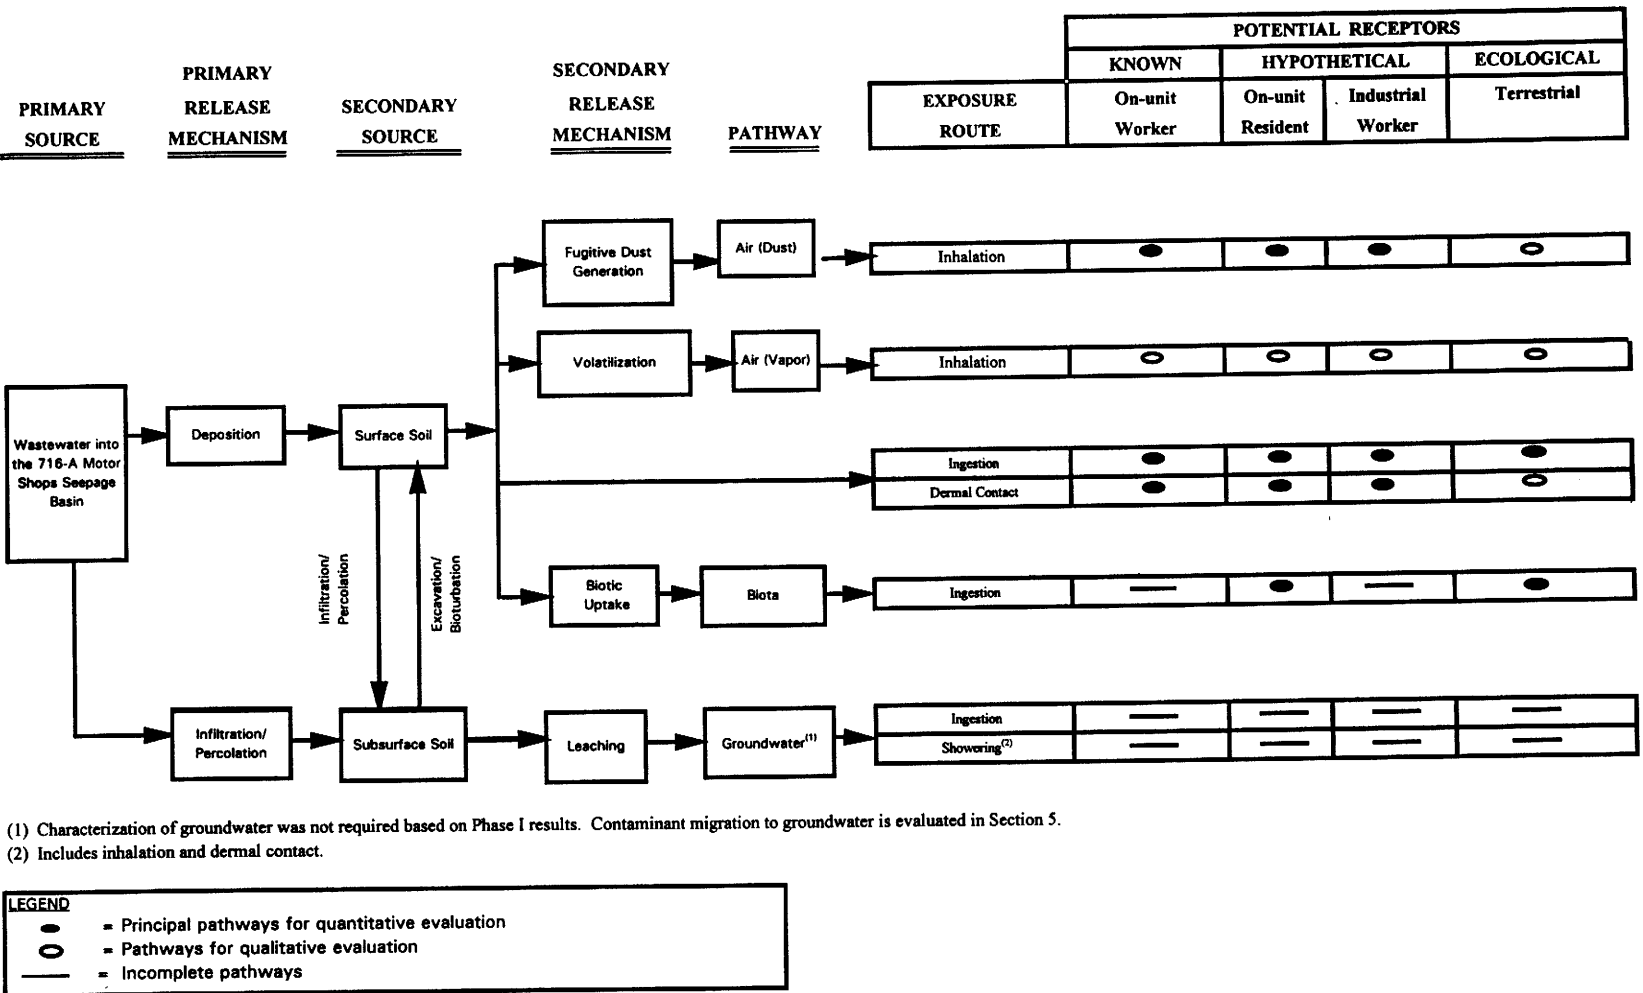 POTENTIAL RECEPTORS
KNOWN
HYPOTHETICAL
ECOLOGICAL
PRIMARY
SOURCE
PRIMARY
RELEASE
MECHANISM
SECONDARY
SOURCE
SECONDARY
RELEASE
MECHANISM
PATHWAY
EXPOSURE
ROUTE
On-unit
Worker
On-unit
Resident
Industrial
Worker
Terrestrial
Fugitive Dust
Generation
Air (Dust)
Inhalation
Volatilization
Air (Vapor)
Inhalation
Wastewater into
the 716-A Motor
Shops Seepage
Basin
Deposition
Surface Soil
Ingestion
Dermal Contact
Infiltration/
Percolation
Excavation/
Bioturbation
Biotic
Uptake
Biota
Ingestion
Infiltration/
Percolation
Subsurface Soil
Leaching
Groundwater(1)
Ingestion
Showering(2)
(1) Characterization of groundwater was not required based on Phase I results. Contaminant migration to groundwater is evaluated in Section 5.
(2) Includes inhalation and dermal contact.
LEGEND
= Principal pathways for quantitative evaluation
= Pathways for qualitative evaluation
= Incomplete pathways